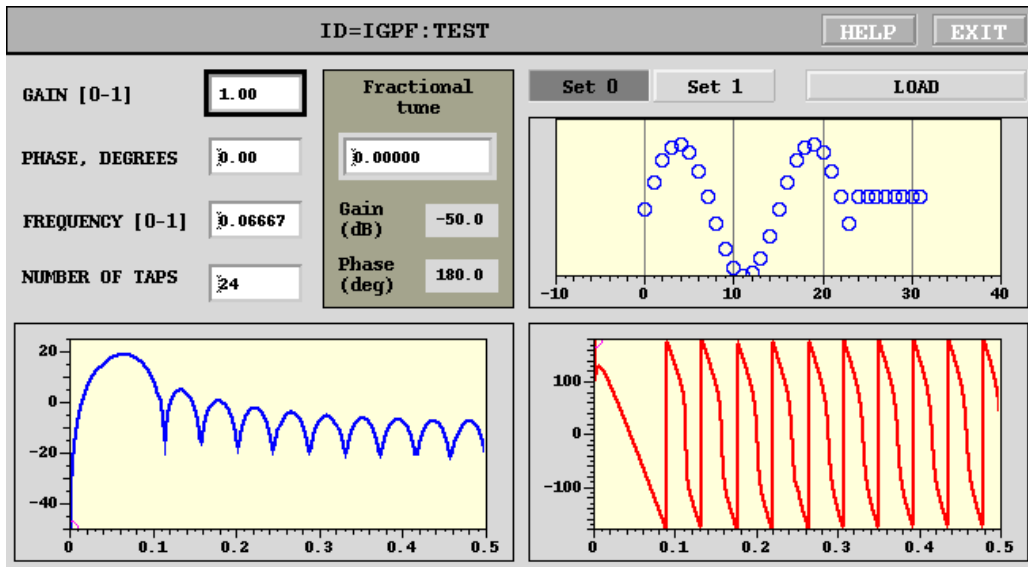 ID=IGPF:TEST
HELP
EXIT
GAIN [0-1]
1.00
PHASE, DEGREES
0.00
FREQUENCY [0-1]
0.06667
NUMBER OF TAPS
24
Fractional
tune
0.00000
Gain
(dB)
-50.0
Phase
(deg)
180.0
Set 0
Set 1
LOAD
-10
0
10
20
30
40
20
0
-20
-40
0
0.1
0.2
0.3
0.4
0.5
100
0
-100
0
0.1
0.2
0.3
0.4
0.5